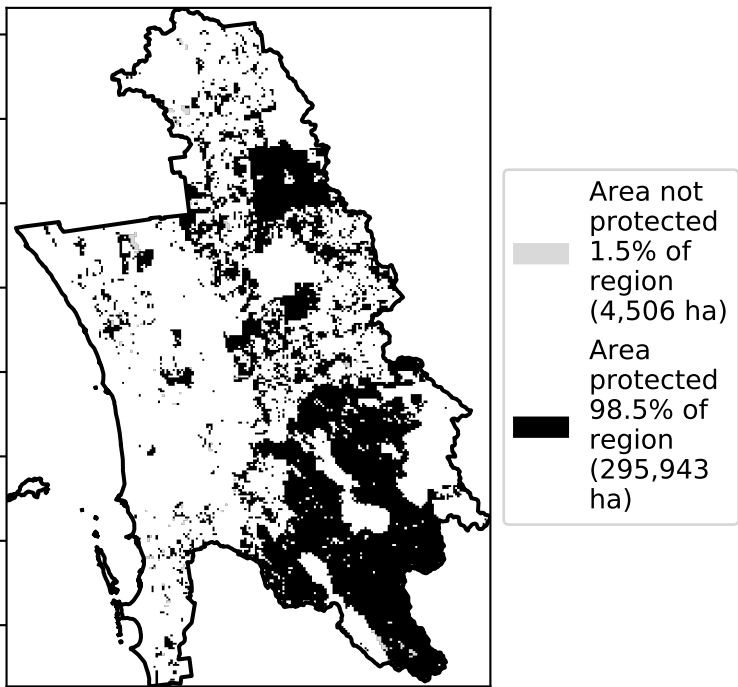 Area not
protected
1.5% of
region
(4,506 ha)
Area
protected
98.5% of
region
(295,943
ha)